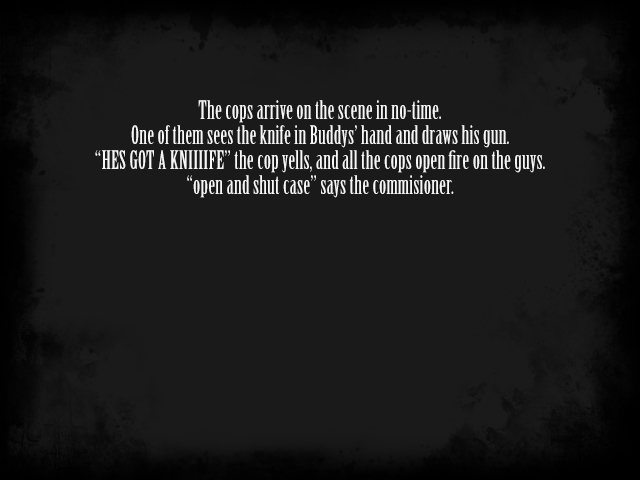 The cops arrive on the scene in no-time.
One of them sees the knife in Buddys’ hand and draws his gun.
“HES GOT A KNIIIIFE” the cop yells, and all the cops open fire on the guys.
“open and shut case” says the commisioner.